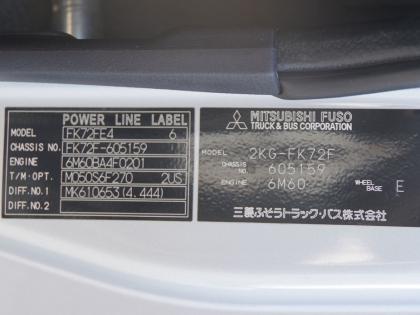 POWER LINE LABEL
MODEL FK72FE4 6
CHASSIS NO. FK72F-605159
ENGINE 6M60BA4F0201
T/M・OPT. M050S6F270 2US
DIFF.NO.1 MK610653(4.444)
DIFF.NO.2
MITSUBISHI FUSO
TRUCK & BUS CORPORATION
MODEL 2KG-FK72F
CHASSIS NO. 605159
ENGINE 6M60 WHEEL BASE E
三菱ふそうトラック・バス株式会社